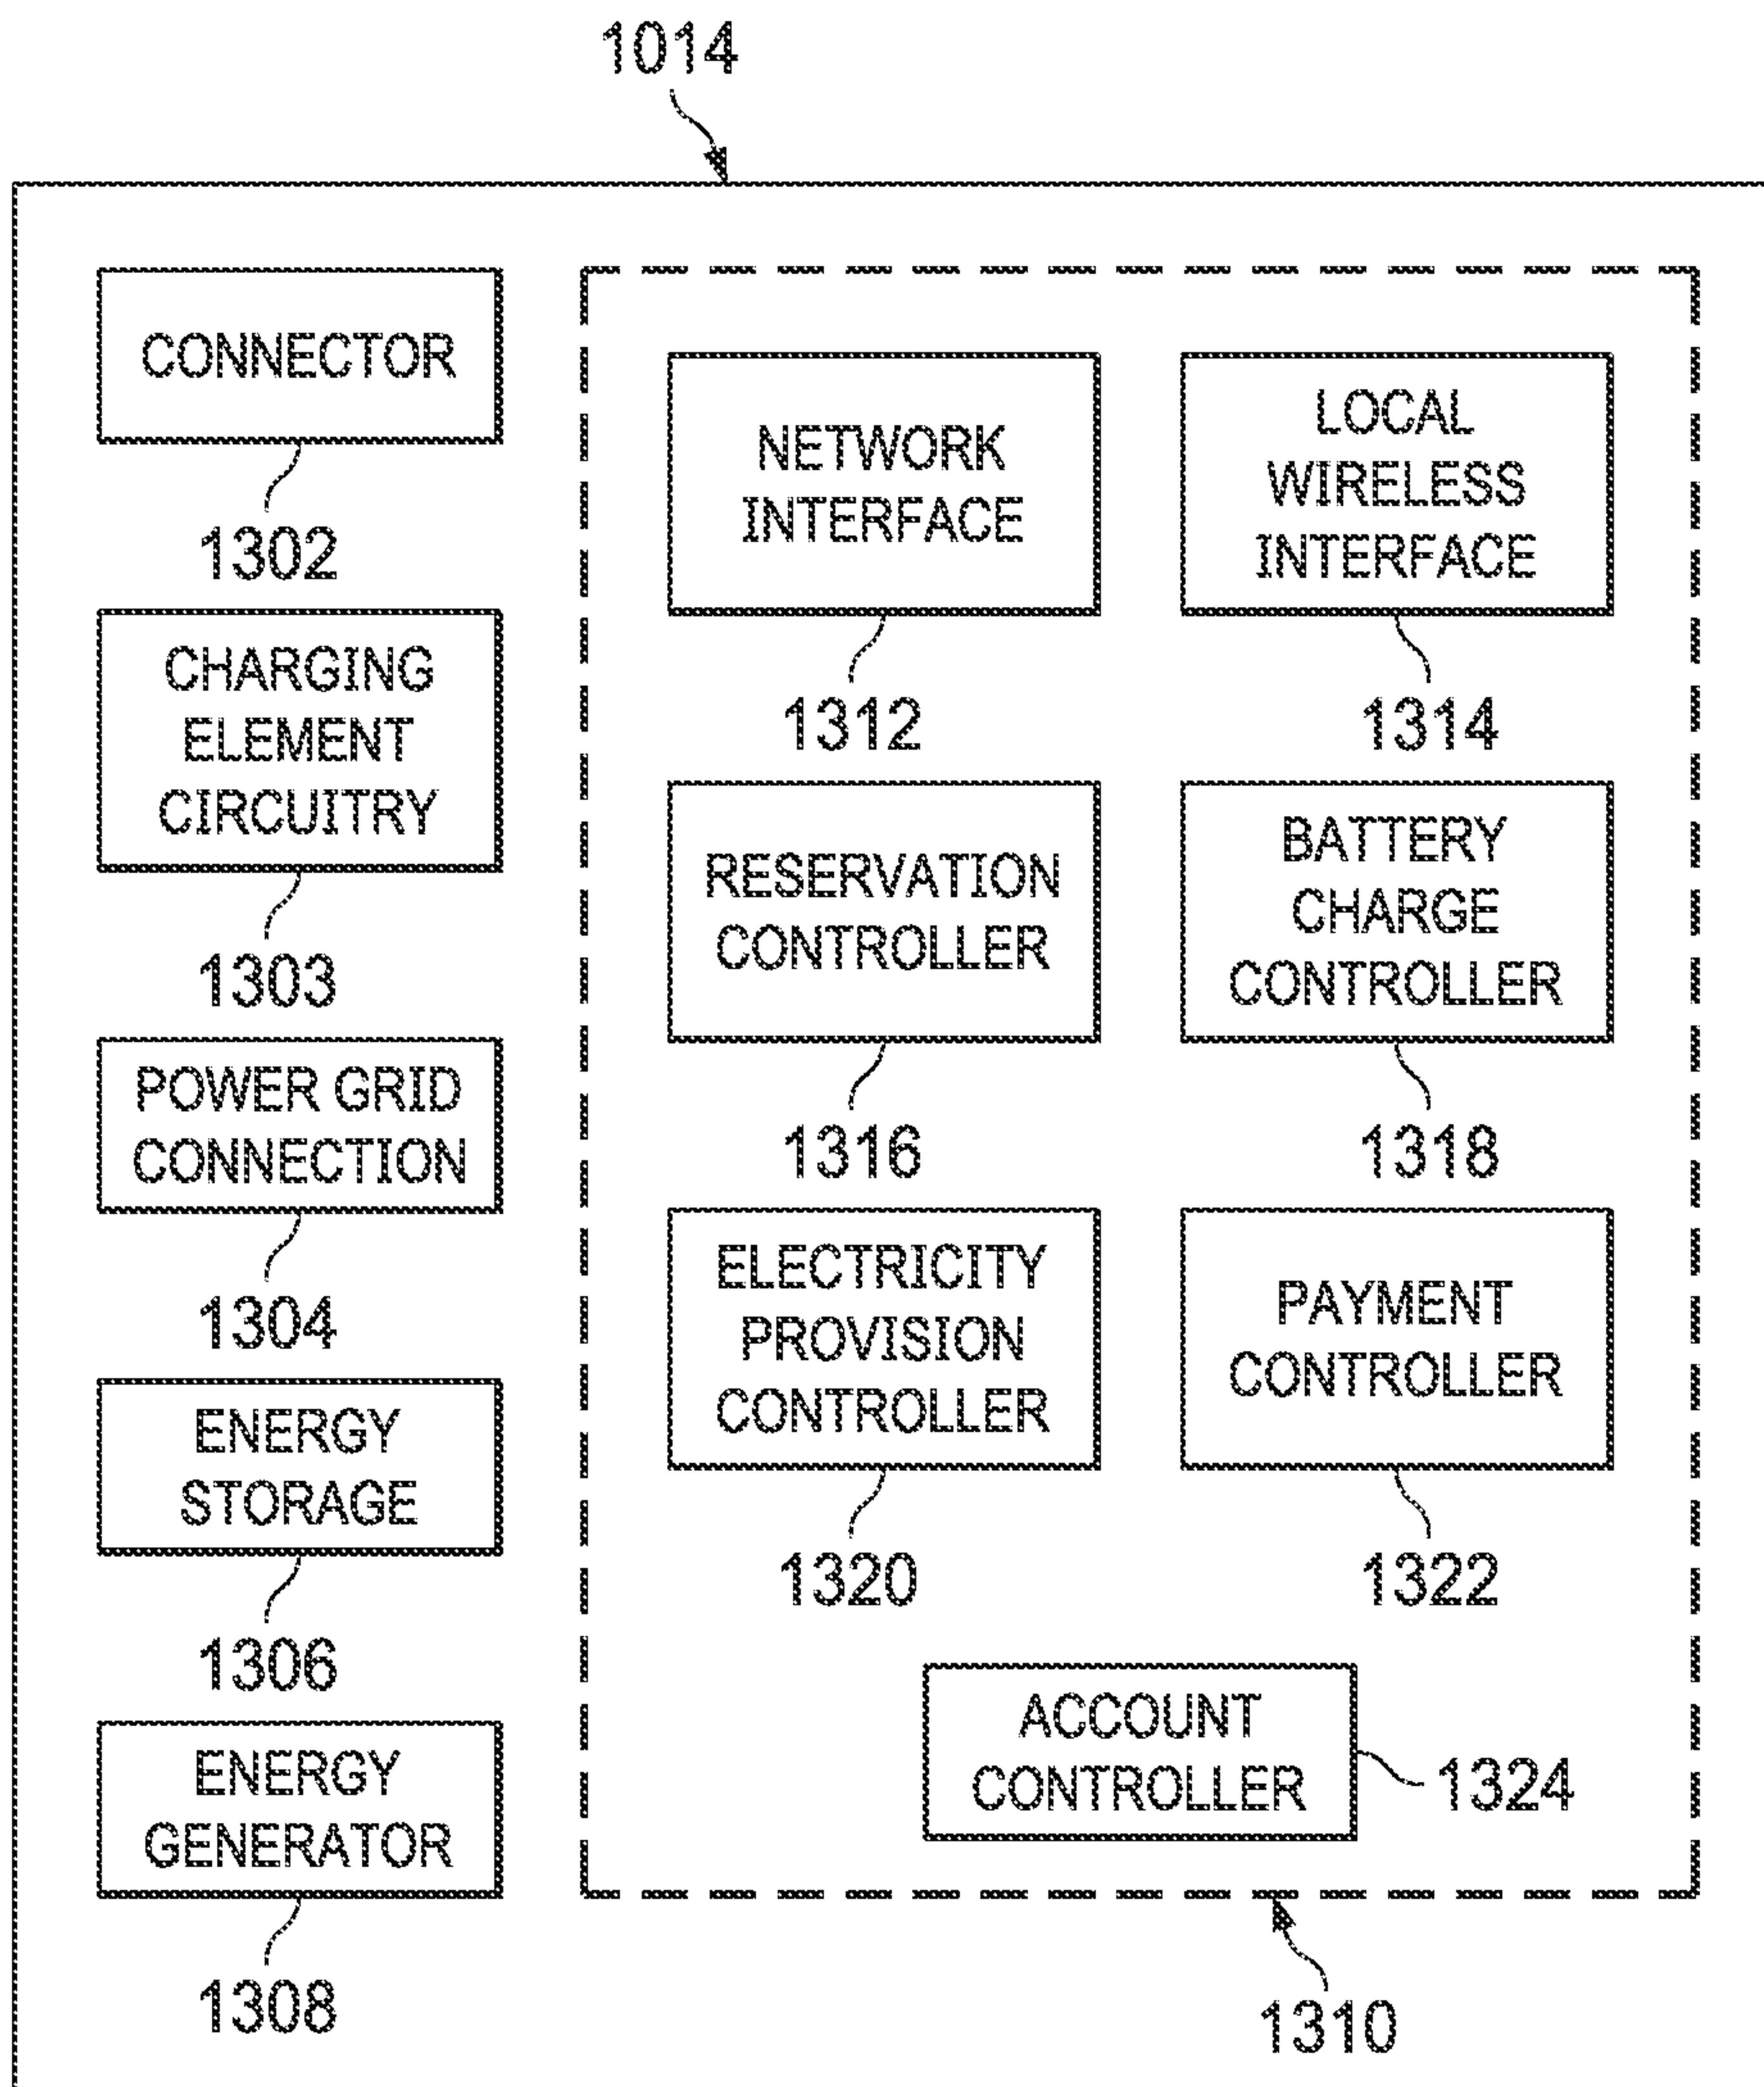 1014
CONNECTOR
1302
CHARGING
ELEMENT
CIRCUITRY
1303
POWER GRID
CONNECTION
1304
ENERGY
STORAGE
1306
ENERGY
GENERATOR
1308
NETWORK
INTERFACE
1312
LOCAL
WIRELESS
INTERFACE
1314
RESERVATION
CONTROLLER
1316
BATTERY
CHARGE
CONTROLLER
1318
ELECTRICITY
PROVISION
CONTROLLER
1320
PAYMENT
CONTROLLER
1322
ACCOUNT
CONTROLLER
1324
1310